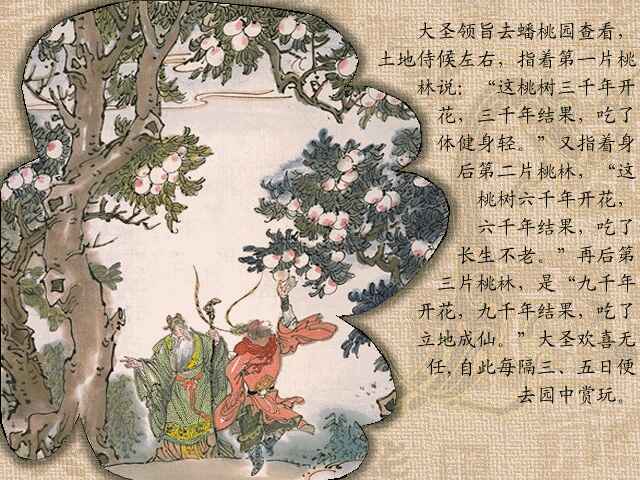 大圣领旨去蟠桃园查看，
土地侍候左右，指着第一片桃
林说：“这桃树三千年开
花，三千年结果，吃了
体健身轻。”又指着身
后第二片桃林，“这
桃树六千年开花，
六千年结果，吃了
长生不老。”再后第
三片桃林，是“九千年
开花，九千年结果，吃了
立地成仙。”大圣欢喜无
任,自此每隔三、五日便
去园中赏玩。